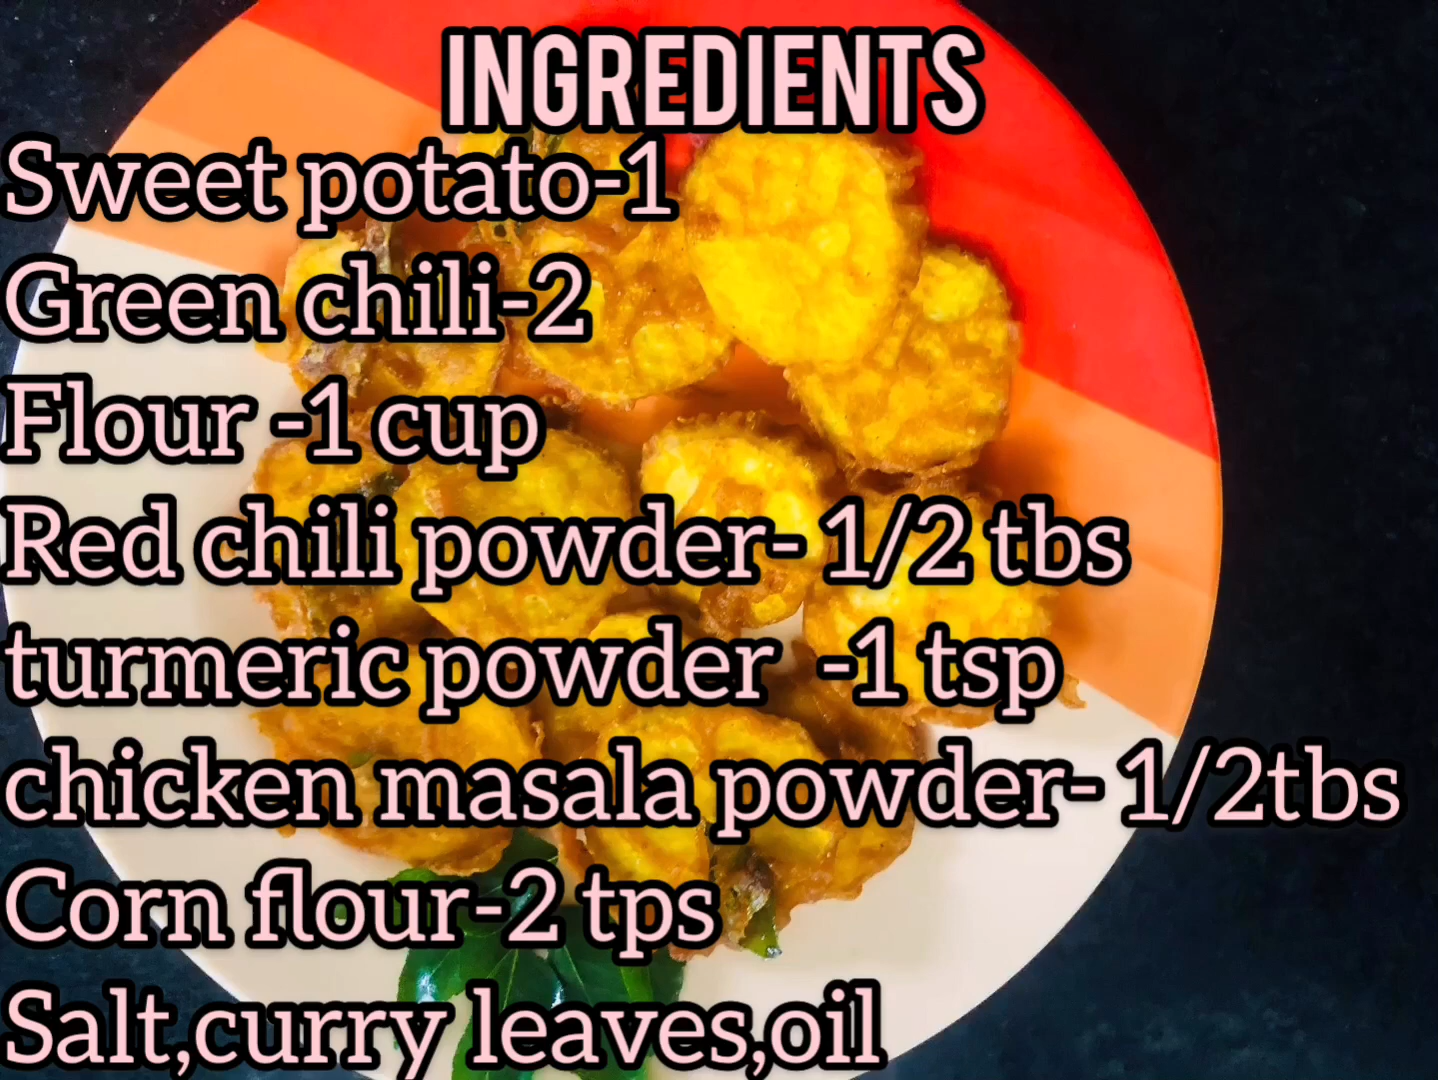 INGREDIENTS
Sweet potato-1
Green chili-2
Flour -1 cup
Red chili powder- 1/2 tbs
turmeric powder  -1 tsp
chicken masala powder- 1/2tbs
Corn flour-2 tps
Salt,curry leaves,oil